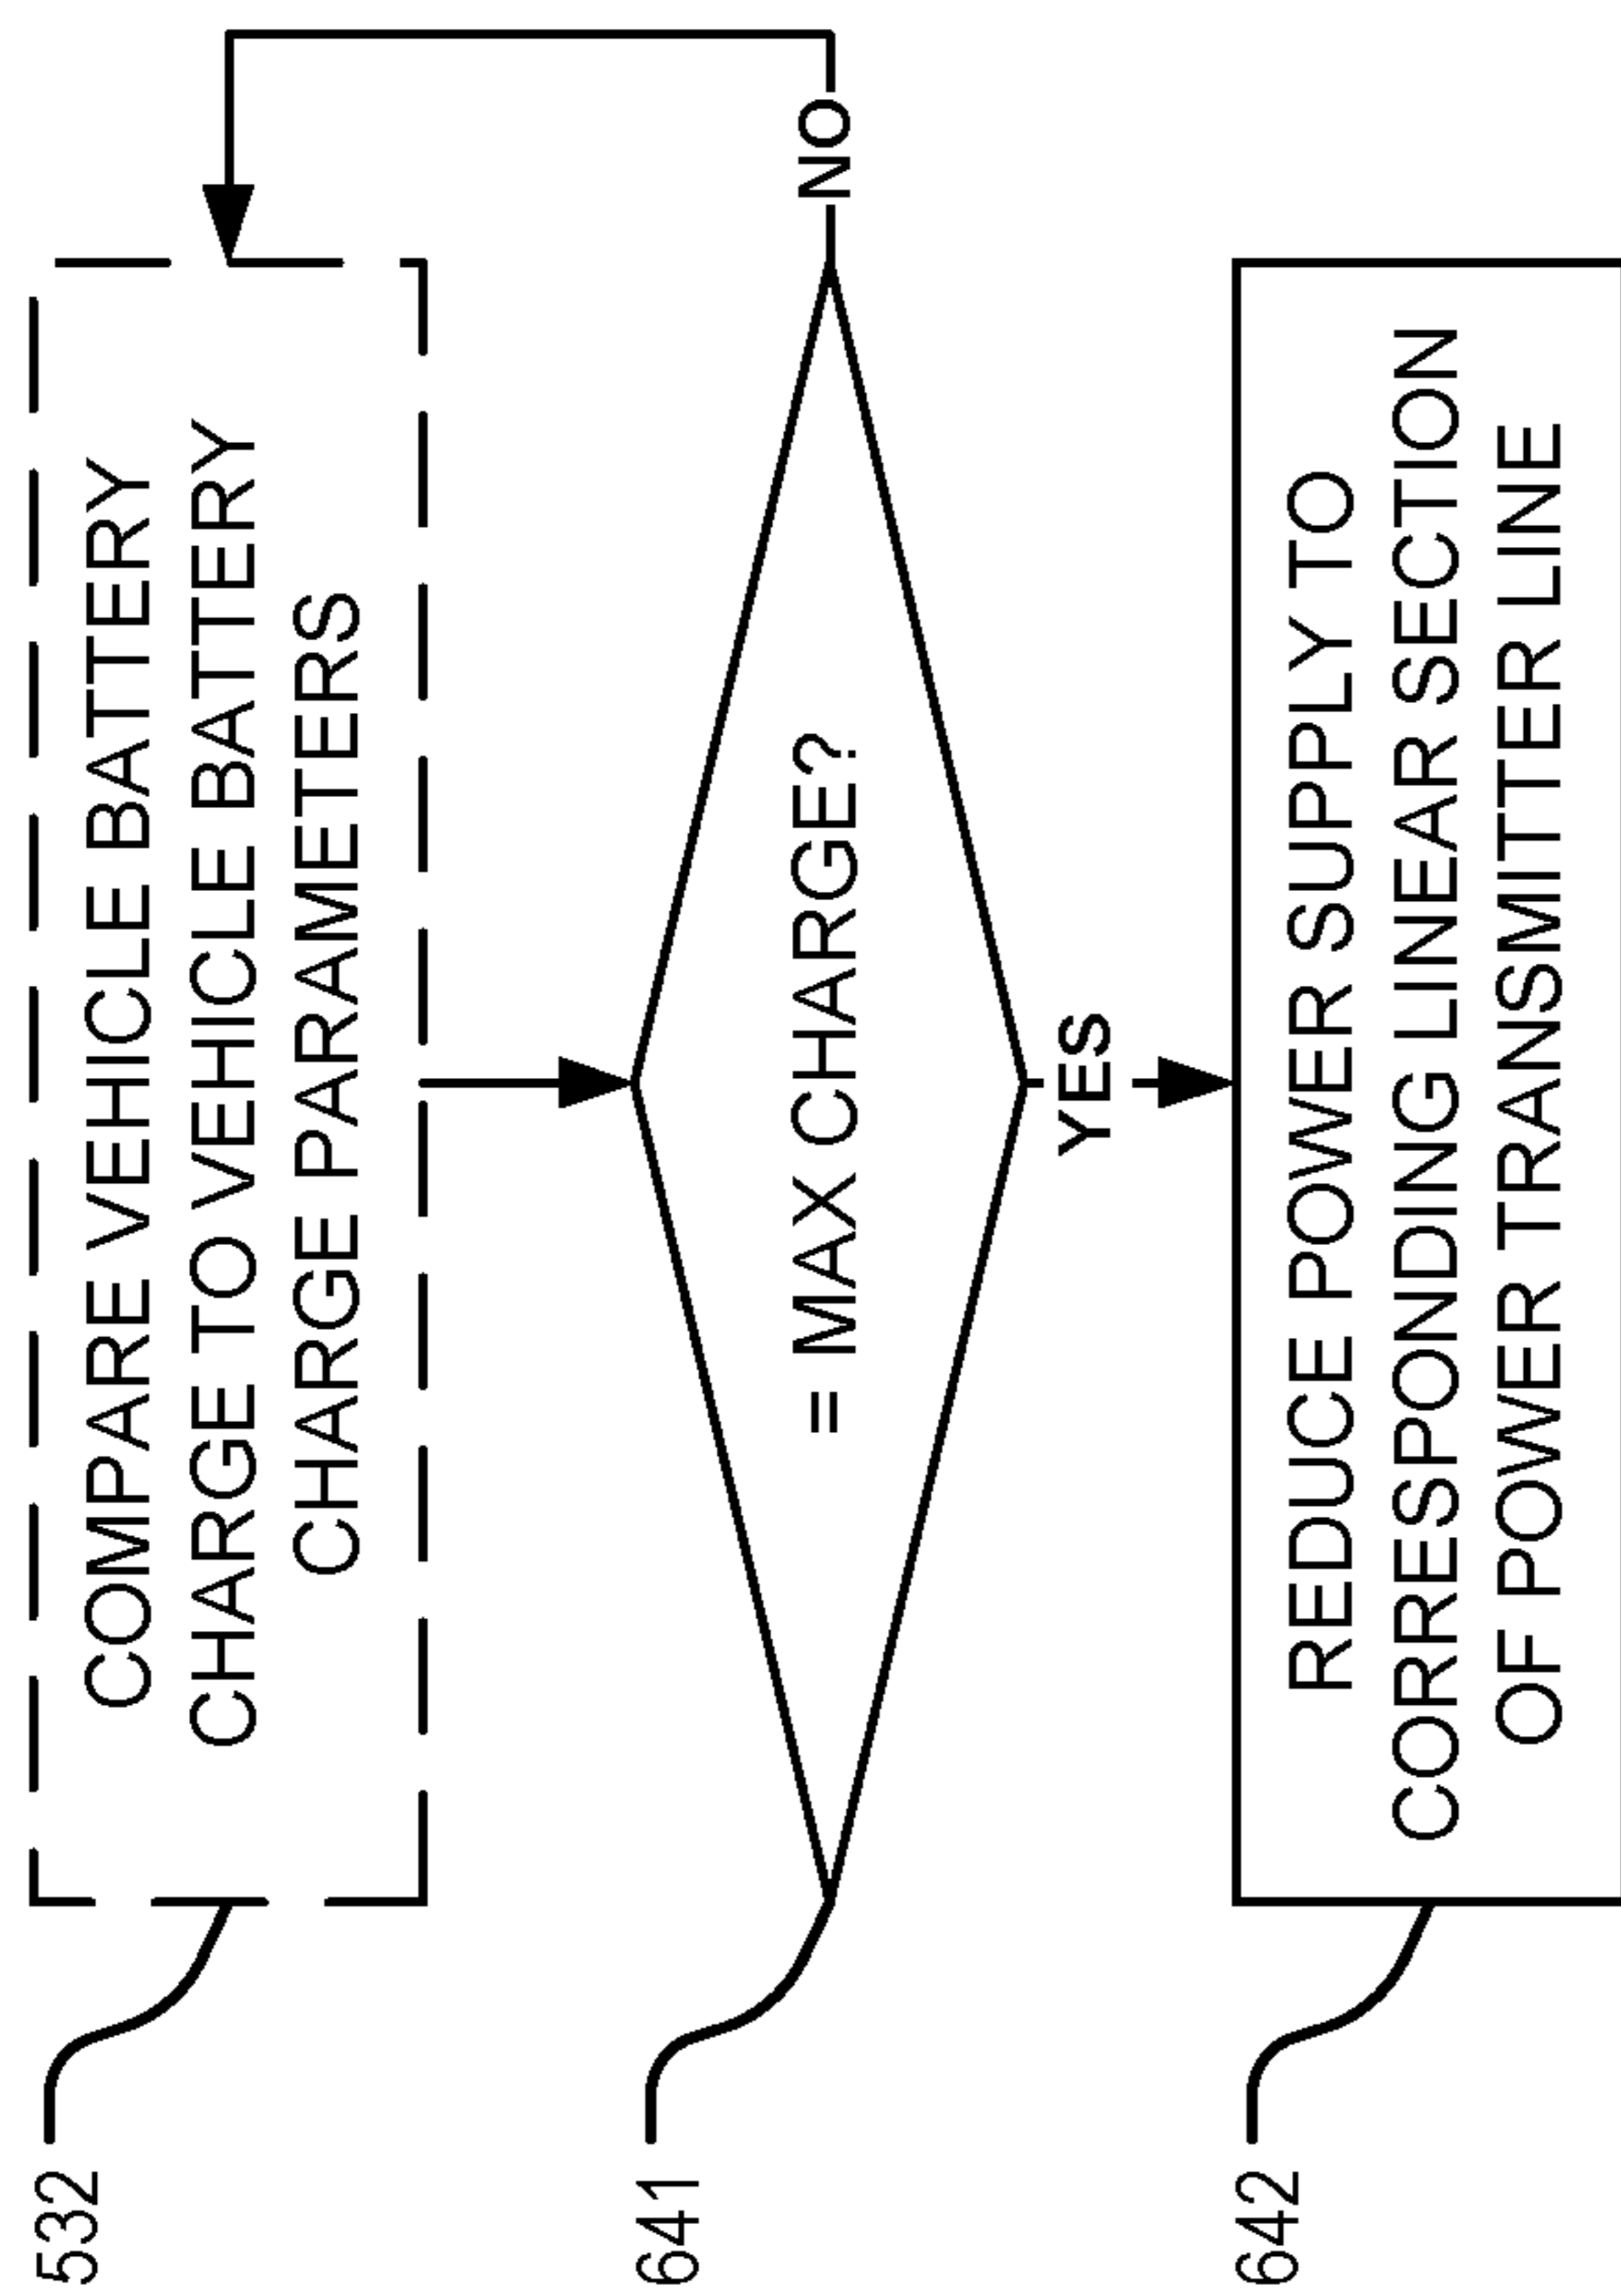 532
COMPARE VEHICLE BATTERY
CHARGE TO VEHICLE BATTERY
CHARGE PARAMETERS
641
= MAX CHARGE?
NO
YES
642
REDUCE POWER SUPPLY TO
CORRESPONDING LINEAR SECTION
OF POWER TRANSMITTER LINE